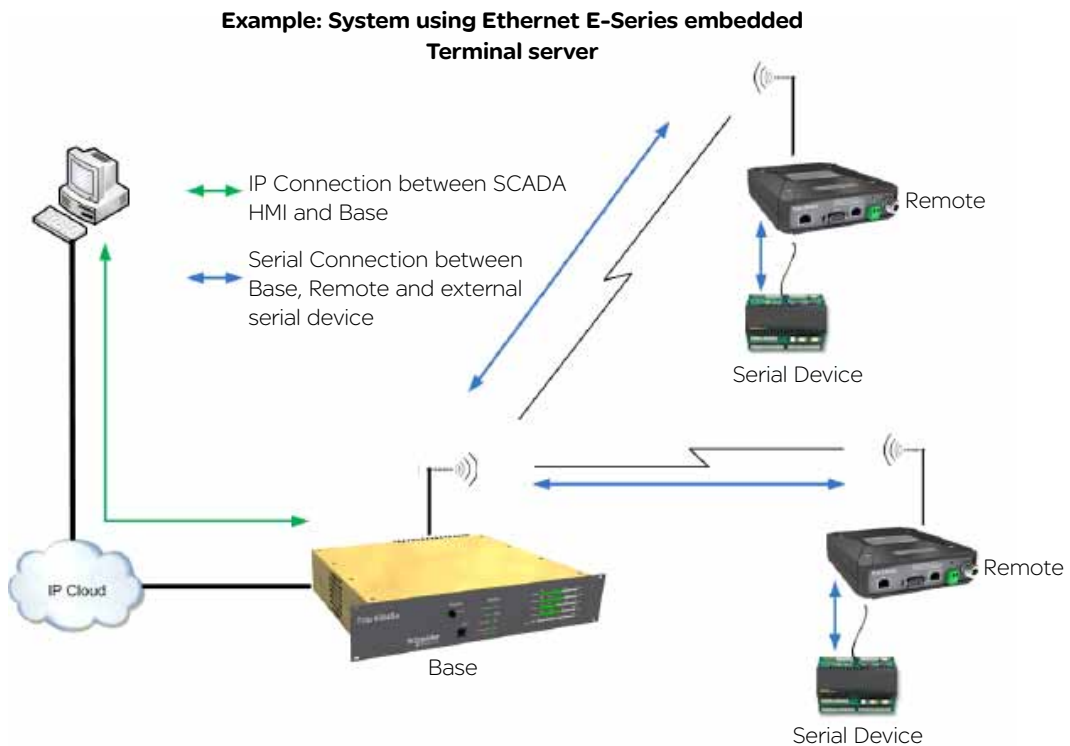 Example: System using Ethernet E-Series embedded
Terminal server
IP Connection between SCADA
HMI and Base
Serial Connection between
Base, Remote and external
serial device
Remote
Serial Device
IP Cloud
Base
Remote
Serial Device